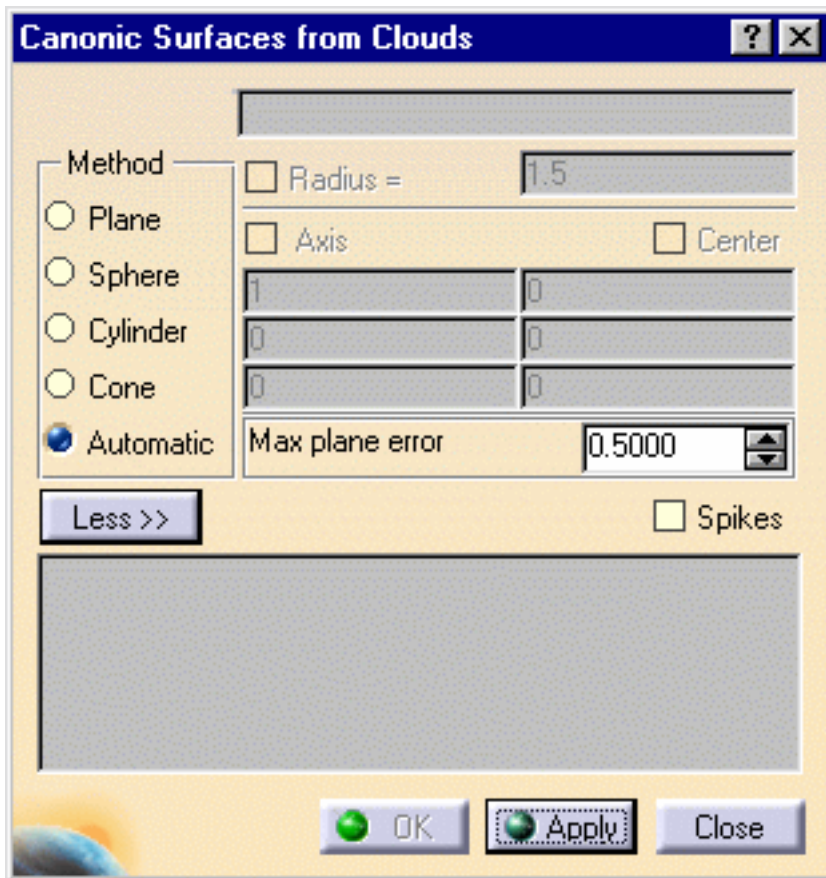 Canonic Surfaces from Clouds
Method
Radius = 1.5
Plane
Axis Center
Sphere
1 0
Cylinder
0 0
Cone
0 0
Automatic
Max plane error 0.5000
Less >>
Spikes
OK Apply Close